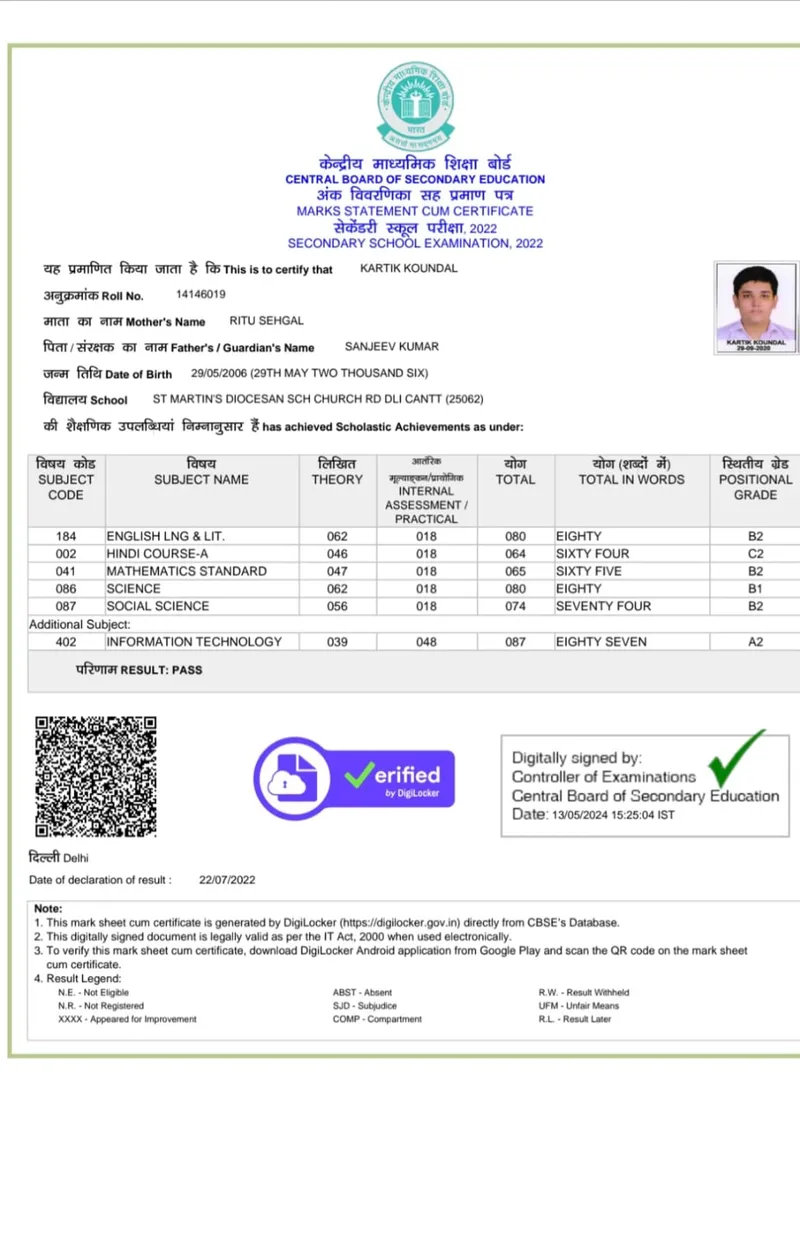 केन्द्रीय माध्यमिक शिक्षा बोर्ड
भारत
असतो मा सद्गमय
केन्द्रीय माध्यमिक शिक्षा बोर्ड
CENTRAL BOARD OF SECONDARY EDUCATION
अंक विवरणिका सह प्रमाण पत्र
MARKS STATEMENT CUM CERTIFICATE
सेकेंडरी स्कूल परीक्षा, 2022
SECONDARY SCHOOL EXAMINATION, 2022
यह प्रमाणित किया जाता है कि This is to certify that KARTIK KOUNDAL
अनुक्रमांक Roll No. 14146019
माता का नाम Mother's Name RITU SEHGAL
पिता / संरक्षक का नाम Father's / Guardian's Name SANJEEV KUMAR
जन्म तिथि Date of Birth 29/05/2006 (29TH MAY TWO THOUSAND SIX)
विद्यालय School ST MARTIN'S DIOCESAN SCH CHURCH RD DLI CANTT (25062)
की शैक्षणिक उपलब्धियां निम्नानुसार हैं has achieved Scholastic Achievements as under:
KARTIK KOUNDAL
29-09-2020
विषय कोड SUBJECT CODE विषय SUBJECT NAME लिखित THEORY आतंरिक मूल्याङ्कन/प्रायोगिक INTERNAL ASSESSMENT / PRACTICAL योग TOTAL योग (शब्दों में) TOTAL IN WORDS स्थितीय ग्रेड POSITIONAL GRADE
184 ENGLISH LNG & LIT. 062 018 080 EIGHTY B2
002 HINDI COURSE-A 046 018 064 SIXTY FOUR C2
041 MATHEMATICS STANDARD 047 018 065 SIXTY FIVE B2
086 SCIENCE 062 018 080 EIGHTY B1
087 SOCIAL SCIENCE 056 018 074 SEVENTY FOUR B2
Additional Subject:
402 INFORMATION TECHNOLOGY 039 048 087 EIGHTY SEVEN A2
परिणाम RESULT: PASS
erified
by DigiLocker
Digitally signed by:
Controller of Examinations
Central Board of Secondary Education
Date: 13/05/2024 15:25:04 IST
दिल्ली Delhi
Date of declaration of result : 22/07/2022
Note:
1. This mark sheet cum certificate is generated by DigiLocker (https://digilocker.gov.in) directly from CBSE's Database.
2. This digitally signed document is legally valid as per the IT Act, 2000 when used electronically.
3. To verify this mark sheet cum certificate, download DigiLocker Android application from Google Play and scan the QR code on the mark sheet
cum certificate.
4. Result Legend:
N.E. - Not Eligible ABST - Absent R.W. - Result Withheld
N.R. - Not Registered SJD - Subjudice UFM - Unfair Means
XXXX - Appeared for Improvement COMP - Compartment R.L. - Result Later